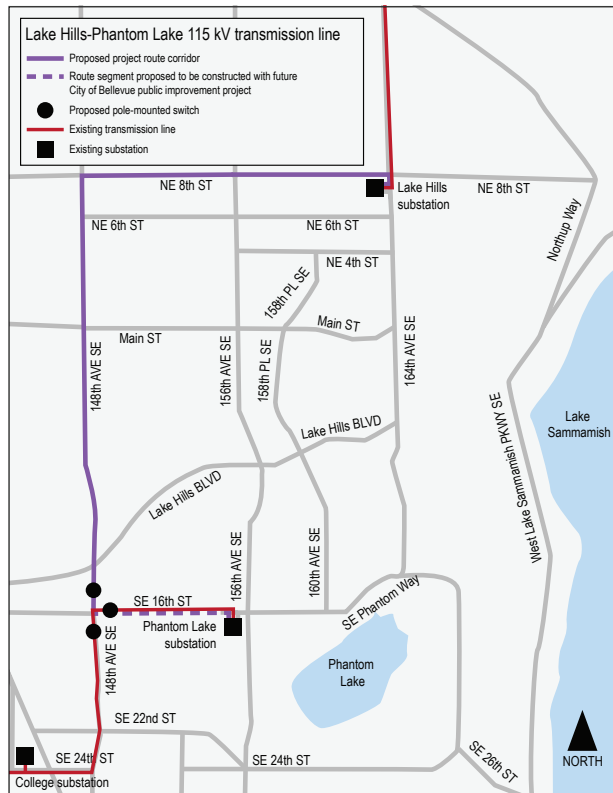 Lake Hills-Phantom Lake 115 kV transmission line
Proposed project route corridor
Route segment proposed to be constructed with future
City of Bellevue public improvement project
Proposed pole-mounted switch
Existing transmission line
Existing substation
NE 8th ST
Lake Hills
substation
NE 8th ST
NE 6th ST
NE 6th ST
NE 4th ST
Northup Way
158th PL SE
Main ST
Main ST
148th AVE SE
156th AVE SE
158th PL SE
164th AVE SE
Lake
Sammamish
West Lake Sammamish PKWY SE
Lake Hills BLVD
Lake Hills BLVD
156th AVE SE
160th AVE SE
SE 16th ST
SE Phantom Way
Phantom Lake
substation
148th AVE SE
Phantom
Lake
SE 22nd ST
SE 24th ST
SE 24th ST
SE 26th ST
College substation
NORTH